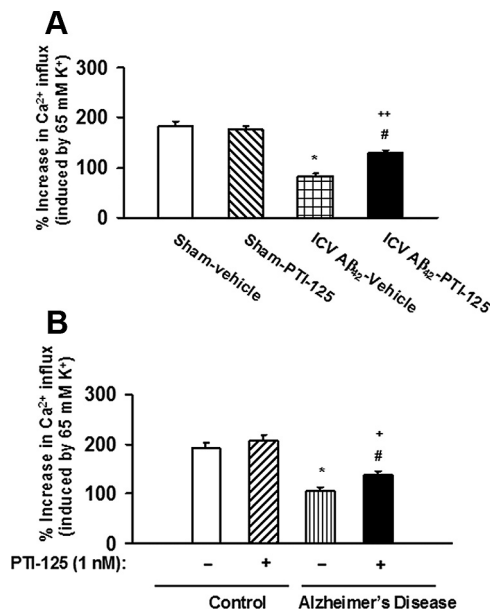 A
% Increase in Ca²⁺ influx
(induced by 65 mM K⁺)
300
200
100
0
*
++
#
Sham-vehicle
Sham-PTI-125
ICV Aβ₄₂-Vehicle
ICV Aβ₄₂-PTI-125
B
% Increase in Ca²⁺ influx
(induced by 65 mM K⁺)
300
200
100
0
*
+
#
PTI-125 (1 nM): – + – +
Control Alzheimer's Disease